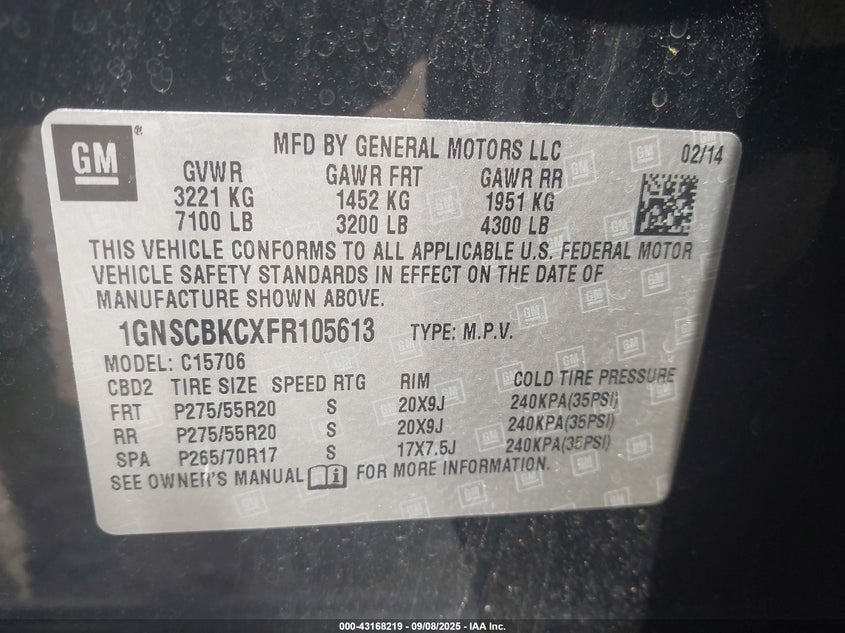 GM
MFD BY GENERAL MOTORS LLC 02/14
GVWR GAWR FRT GAWR RR
3221 KG 1452 KG 1951 KG
7100 LB 3200 LB 4300 LB
THIS VEHICLE CONFORMS TO ALL APPLICABLE U.S. FEDERAL MOTOR
VEHICLE SAFETY STANDARDS IN EFFECT ON THE DATE OF
MANUFACTURE SHOWN ABOVE.
1GNSCBKCXFR105613 TYPE: M.P.V.
MODEL: C15706
CBD2 TIRE SIZE SPEED RTG RIM COLD TIRE PRESSURE
FRT P275/55R20 S 20X9J 240KPA(35PSI)
RR P275/55R20 S 20X9J 240KPA(35PSI)
SPA P265/70R17 S 17X7.5J 240KPA(35PSI)
SEE OWNER'S MANUAL FOR MORE INFORMATION.
000-43168219 - 09/08/2025 - IAA Inc.